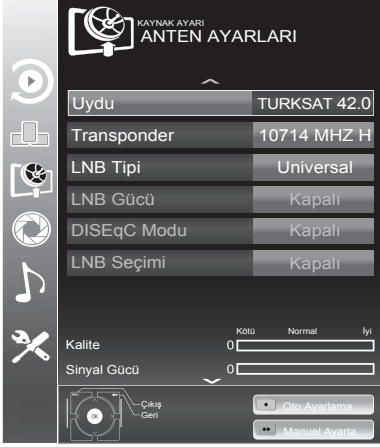 KAYNAK AYARI
ANTEN AYARLARI
Uydu TURKSAT 42.0
Transponder 10714 MHZ H
LNB Tipi Universal
LNB Gücü Kapalı
DISEqC Modu Kapalı
LNB Seçimi Kapalı
Kötü Normal İyi
Kalite 0
Sinyal Gücü 0
Çıkış
Geri
OK
Oto Ayarlama
Manuel Ayarla..